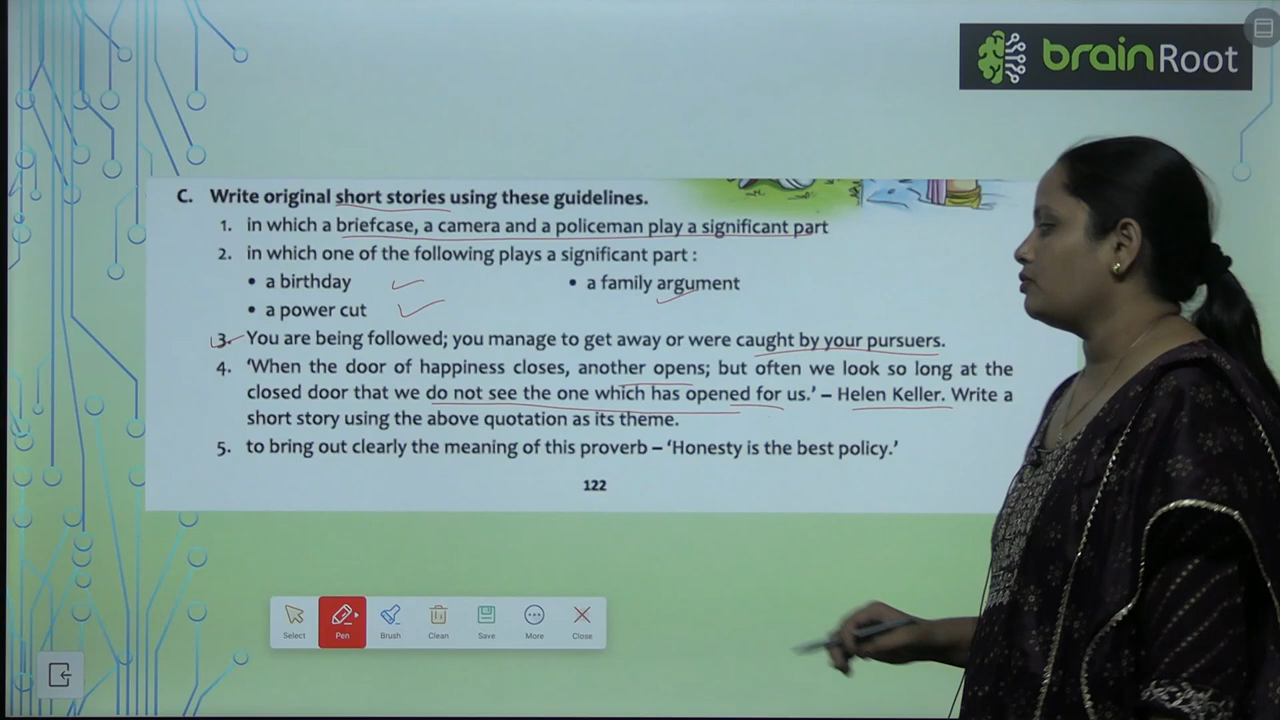 brainRoot
C. Write original short stories using these guidelines.
1. in which a briefcase, a camera and a policeman play a significant part
2. in which one of the following plays a significant part :
• a birthday • a family argument
• a power cut
3. You are being followed; you manage to get away or were caught by your pursuers.
4. ‘When the door of happiness closes, another opens; but often we look so long at the
closed door that we do not see the one which has opened for us.’ – Helen Keller. Write a
short story using the above quotation as its theme.
5. to bring out clearly the meaning of this proverb – ‘Honesty is the best policy.’
122
Select Pen Brush Clean Save More Close